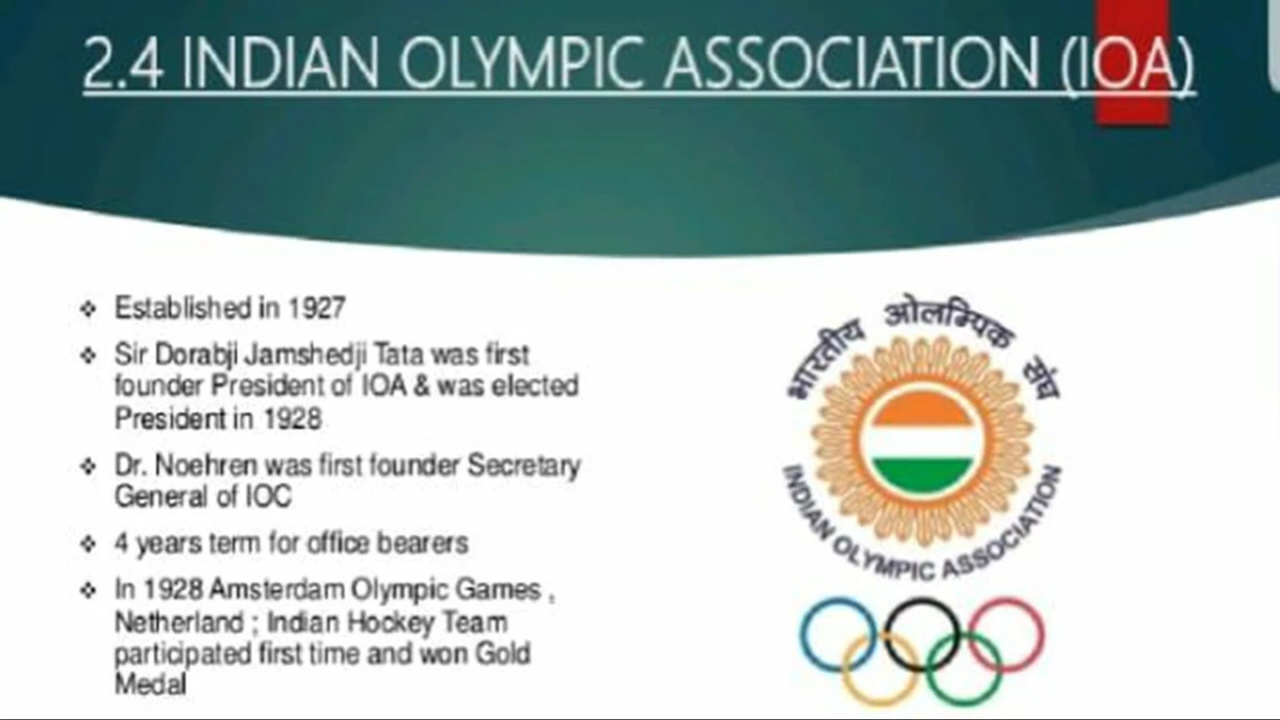 2.4 INDIAN OLYMPIC ASSOCIATION (IOA)
❖ Established in 1927
❖ Sir Dorabji Jamshedji Tata was first
founder President of IOA & was elected
President in 1928
❖ Dr. Noehren was first founder Secretary
General of IOC
❖ 4 years term for office bearers
❖ In 1928 Amsterdam Olympic Games ,
Netherland ; Indian Hockey Team
participated first time and won Gold
Medal
भारतीय ओलम्पिक संघ
INDIAN OLYMPIC ASSOCIATION